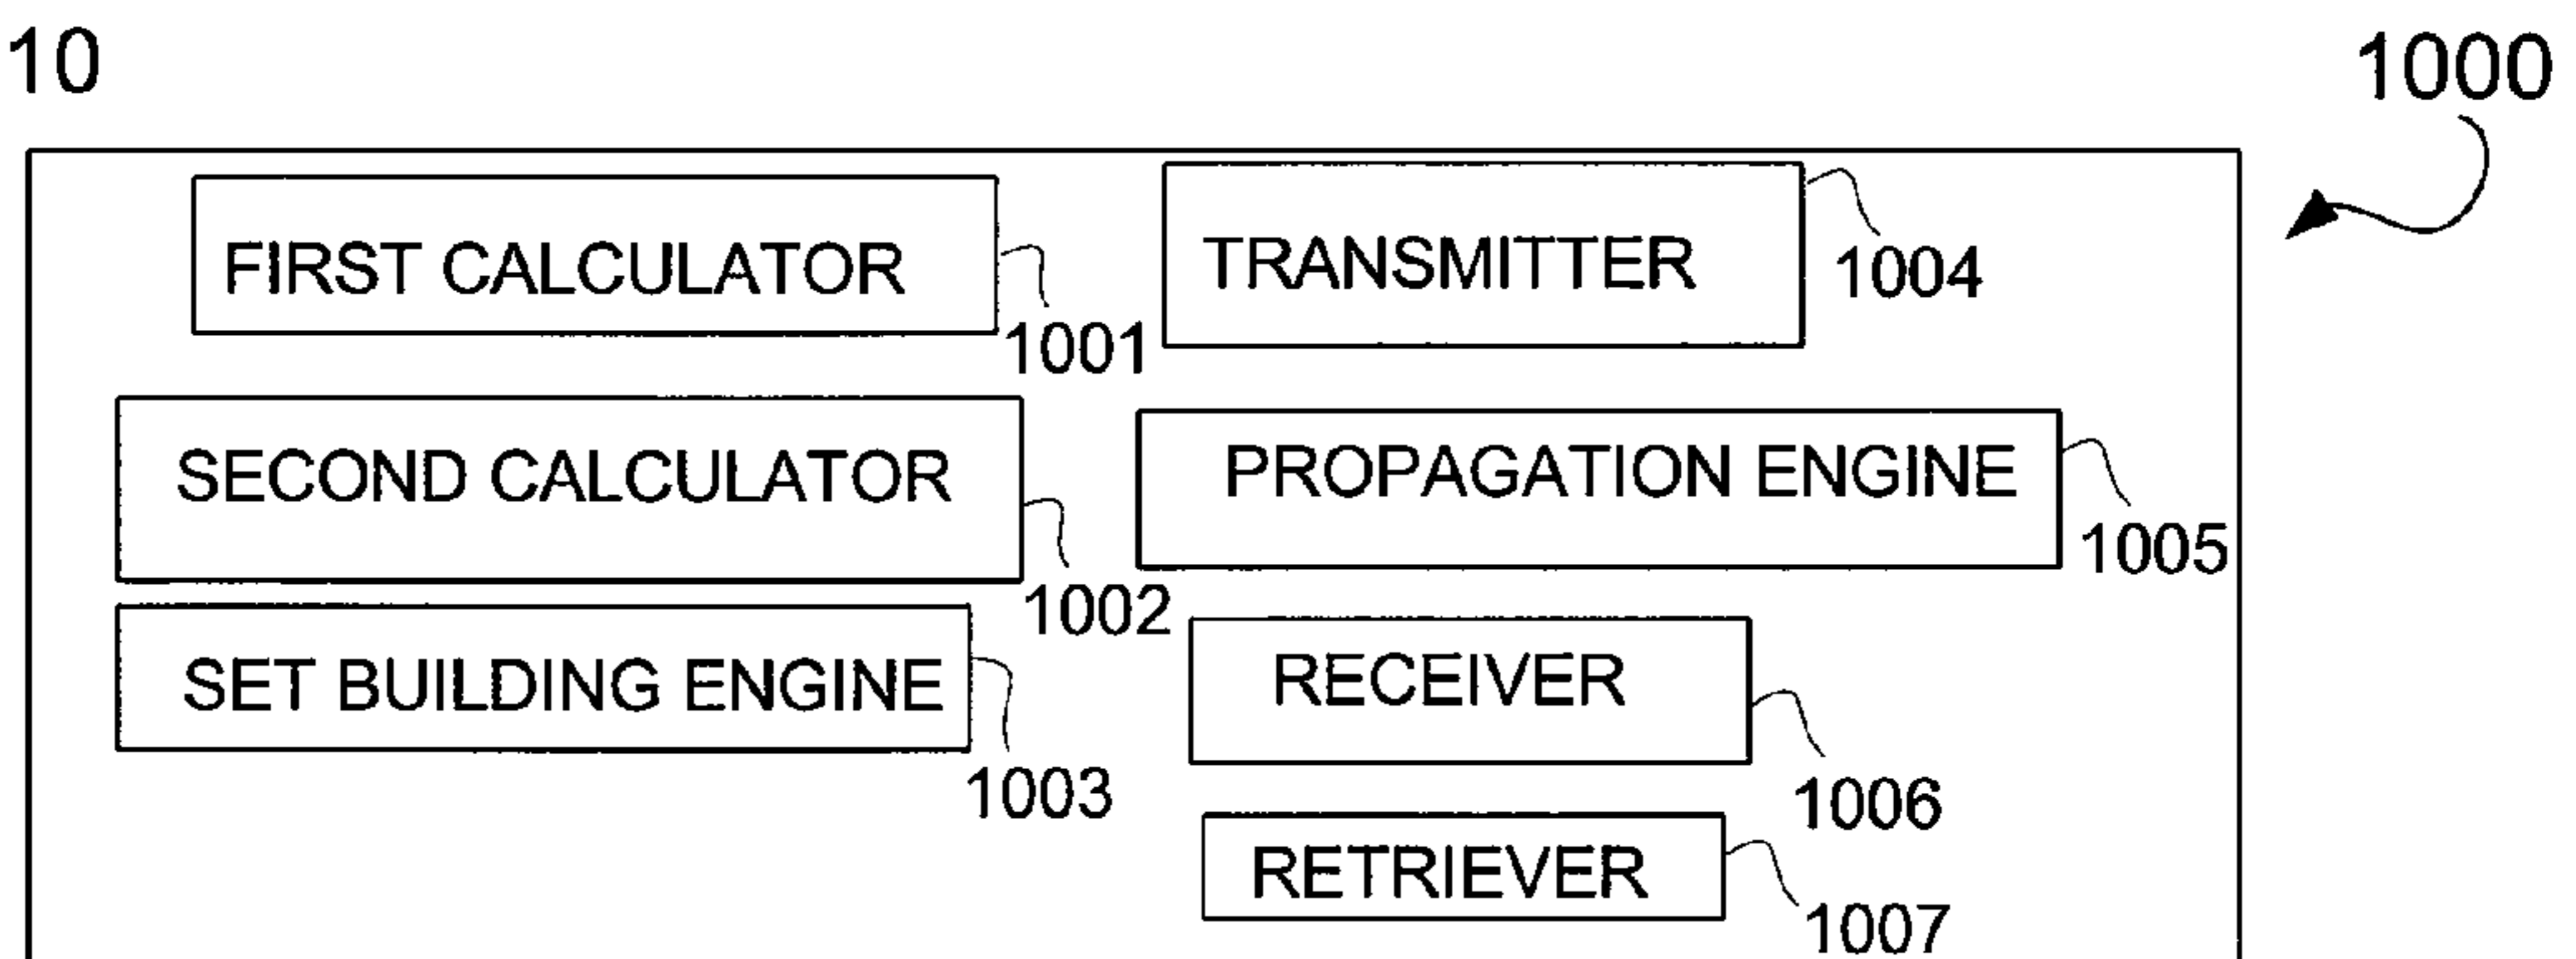 10
1000
FIRST CALCULATOR
1001
TRANSMITTER
1004
SECOND CALCULATOR
1002
PROPAGATION ENGINE
1005
SET BUILDING ENGINE
1003
RECEIVER
1006
RETRIEVER
1007